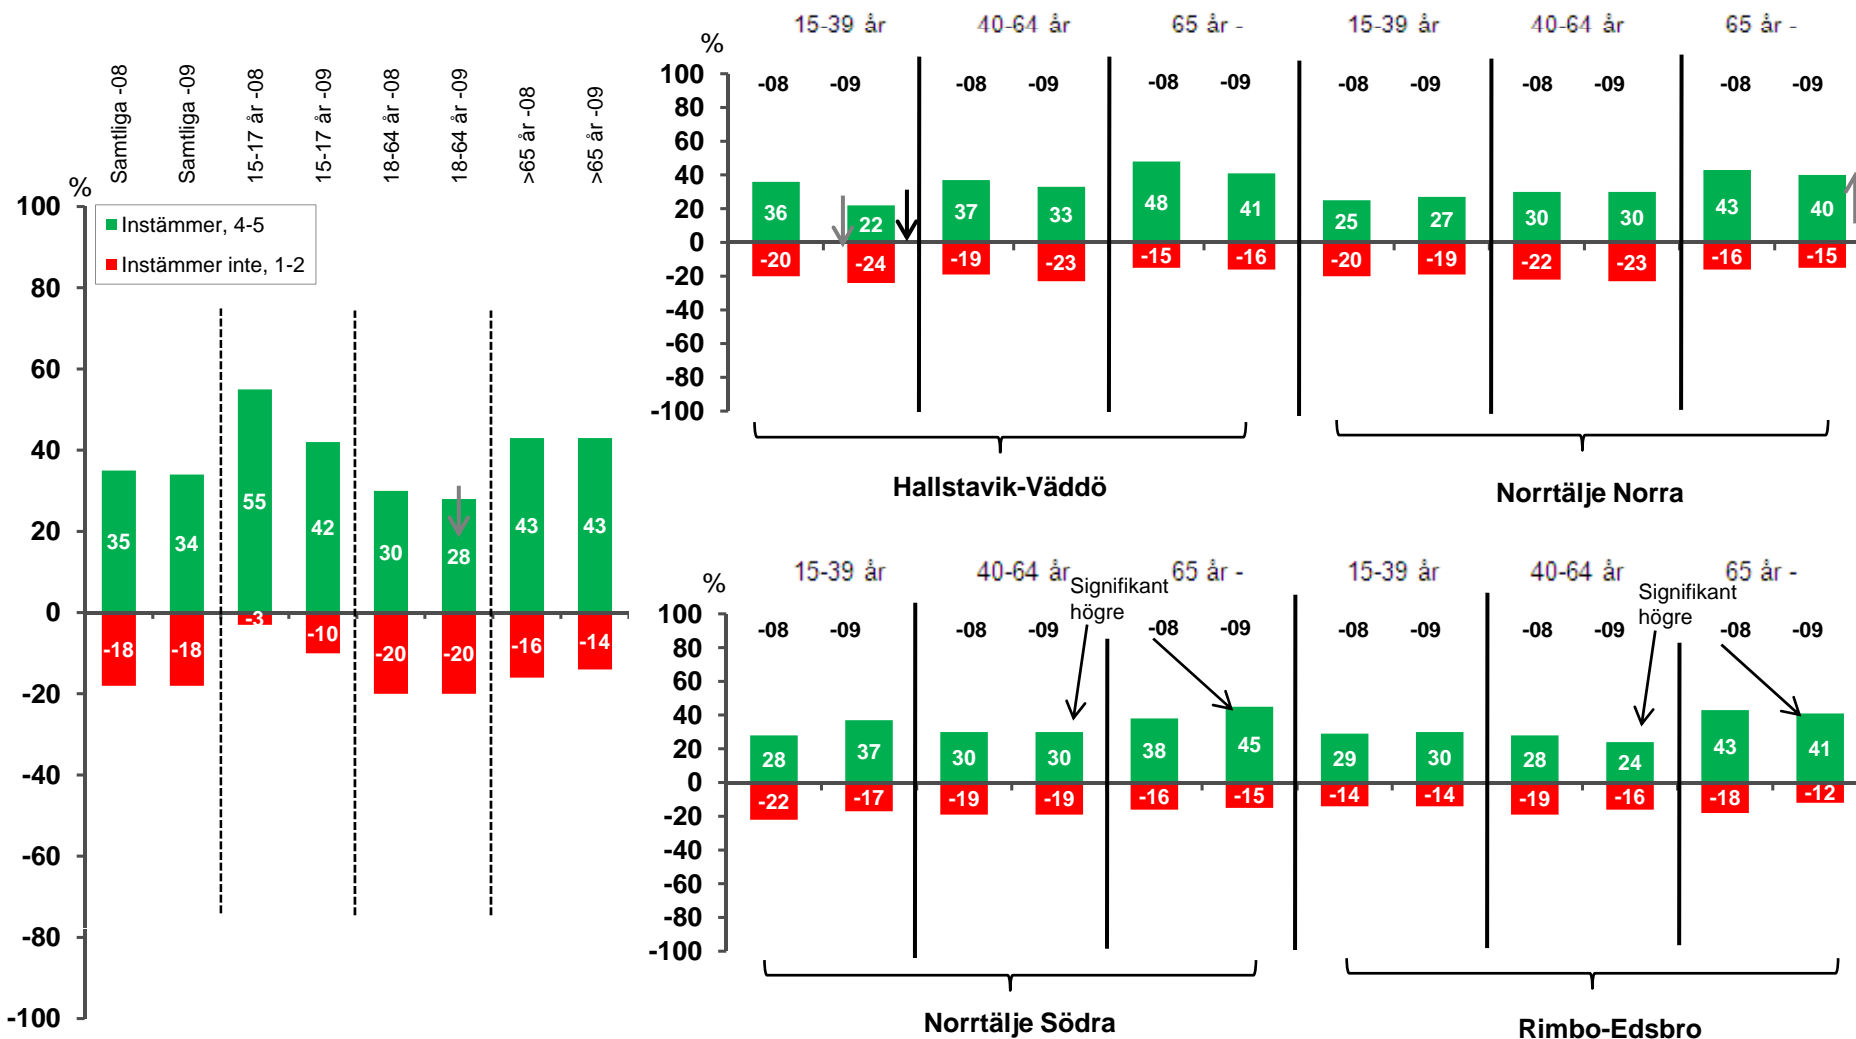 Samtliga -08
Samtliga -09
15-17 år -08
15-17 år -09
18-64 år -08
18-64 år -09
>65 år -08
>65 år -09
%
100
80
60
40
20
0
-20
-40
-60
-80
-100
Instämmer, 4-5
Instämmer inte, 1-2
35 34 55 42 30 28 43 43
-18 -18 -3 -10 -20 -20 -16 -14
15-39 år 40-64 år 65 år - 15-39 år 40-64 år 65 år -
%
-08 -09 -08 -09 -08 -09 -08 -09 -08 -09 -08 -09
100
80
60
40
20
0
-20
-40
-60
-80
-100
36 22 37 33 48 41 25 27 30 30 43 40
-20 -24 -19 -23 -15 -16 -20 -19 -22 -23 -16 -15
Hallstavik-Väddö
Norrtälje Norra
15-39 år 40-64 år 65 år - 15-39 år 40-64 år 65 år -
%
Signifikant
högre
Signifikant
högre
-08 -09 -08 -09 -08 -09 -08 -09 -08 -09 -08 -09
100
80
60
40
20
0
-20
-40
-60
-80
-100
28 37 30 30 38 45 29 30 28 24 43 41
-22 -17 -19 -19 -16 -15 -14 -14 -19 -16 -18 -12
Norrtälje Södra
Rimbo-Edsbro